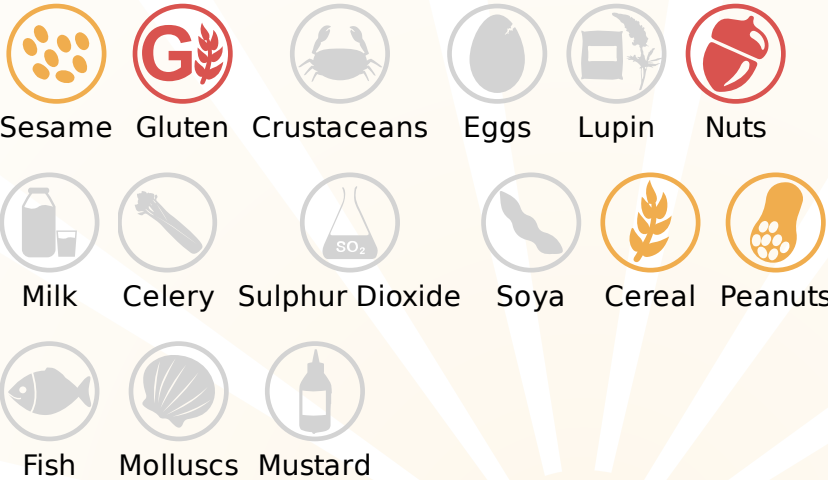 G
Sesame Gluten Crustaceans Eggs Lupin Nuts
SO₂
Milk Celery Sulphur Dioxide Soya Cereal Peanuts
Fish Molluscs Mustard